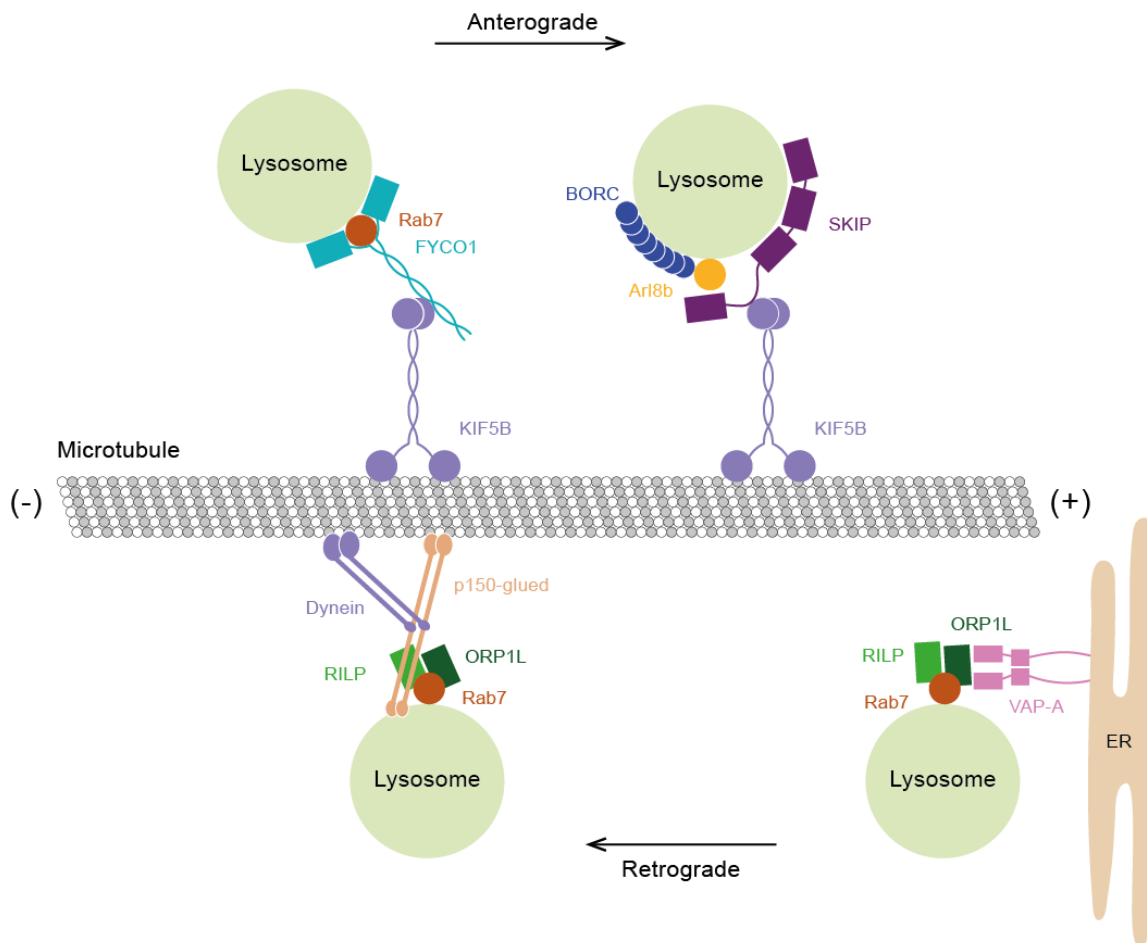 Anterograde
Lysosome
Lysosome
BORC
Rab7
SKIP
FYCO1
Arl8b
KIF5B
KIF5B
Microtubule
(-)
(+)
p150-glued
Dynein
ORP1L
ORP1L
RILP
RILP
Rab7
Rab7
VAP-A
ER
Lysosome
Lysosome
Retrograde